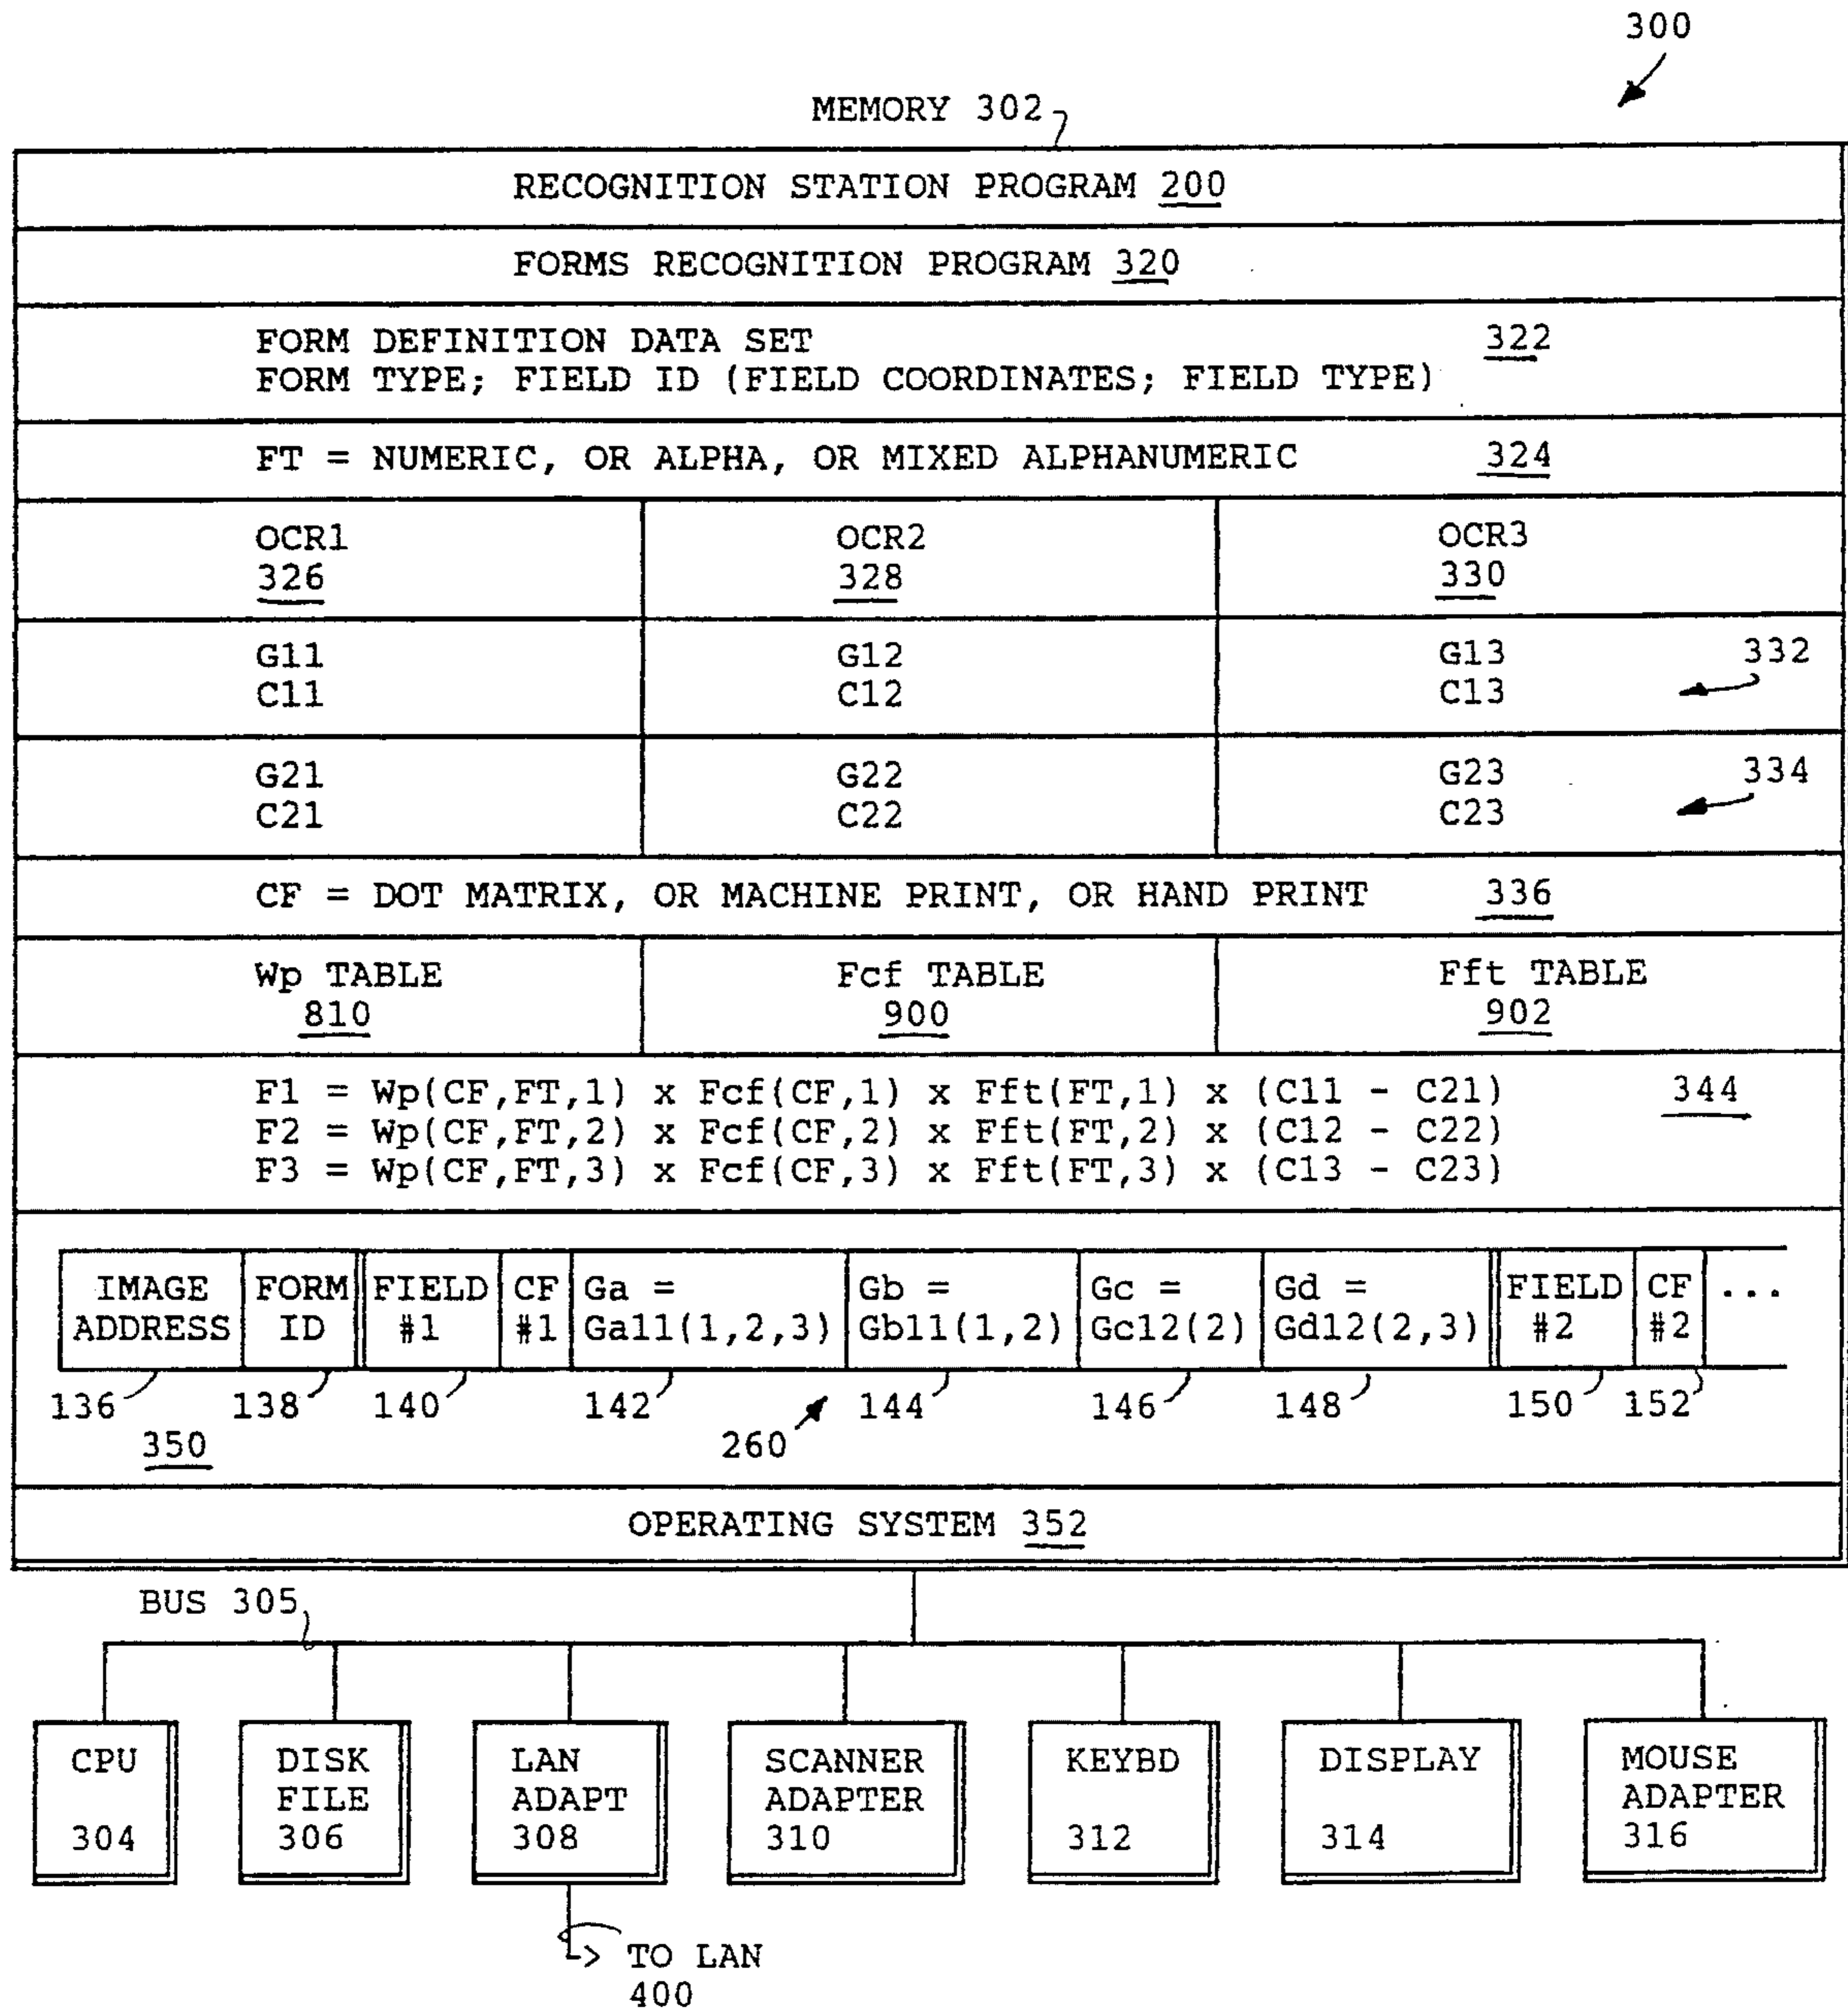 300
MEMORY 302
RECOGNITION STATION PROGRAM 200
FORMS RECOGNITION PROGRAM 320
FORM DEFINITION DATA SET 322
FORM TYPE; FIELD ID (FIELD COORDINATES; FIELD TYPE)
FT = NUMERIC, OR ALPHA, OR MIXED ALPHANUMERIC 324
OCR1 OCR2 OCR3
326 328 330
G11 G12 G13 332
C11 C12 C13
G21 G22 G23 334
C21 C22 C23
CF = DOT MATRIX, OR MACHINE PRINT, OR HAND PRINT 336
Wp TABLE Fcf TABLE Fft TABLE
810 900 902
F1 = Wp(CF,FT,1) x Fcf(CF,1) x Fft(FT,1) x (C11 - C21) 344
F2 = Wp(CF,FT,2) x Fcf(CF,2) x Fft(FT,2) x (C12 - C22)
F3 = Wp(CF,FT,3) x Fcf(CF,3) x Fft(FT,3) x (C13 - C23)
IMAGE FORM FIELD CF Ga = Gb = Gc = Gd = FIELD CF ...
ADDRESS ID #1 #1 Ga11(1,2,3) Gb11(1,2) Gc12(2) Gd12(2,3) #2 #2
136 138 140 142 144 146 148 150 152
350 260
OPERATING SYSTEM 352
BUS 305
CPU DISK LAN SCANNER KEYBD DISPLAY MOUSE
FILE ADAPT ADAPTER ADAPTER
304 306 308 310 312 314 316
TO LAN
400